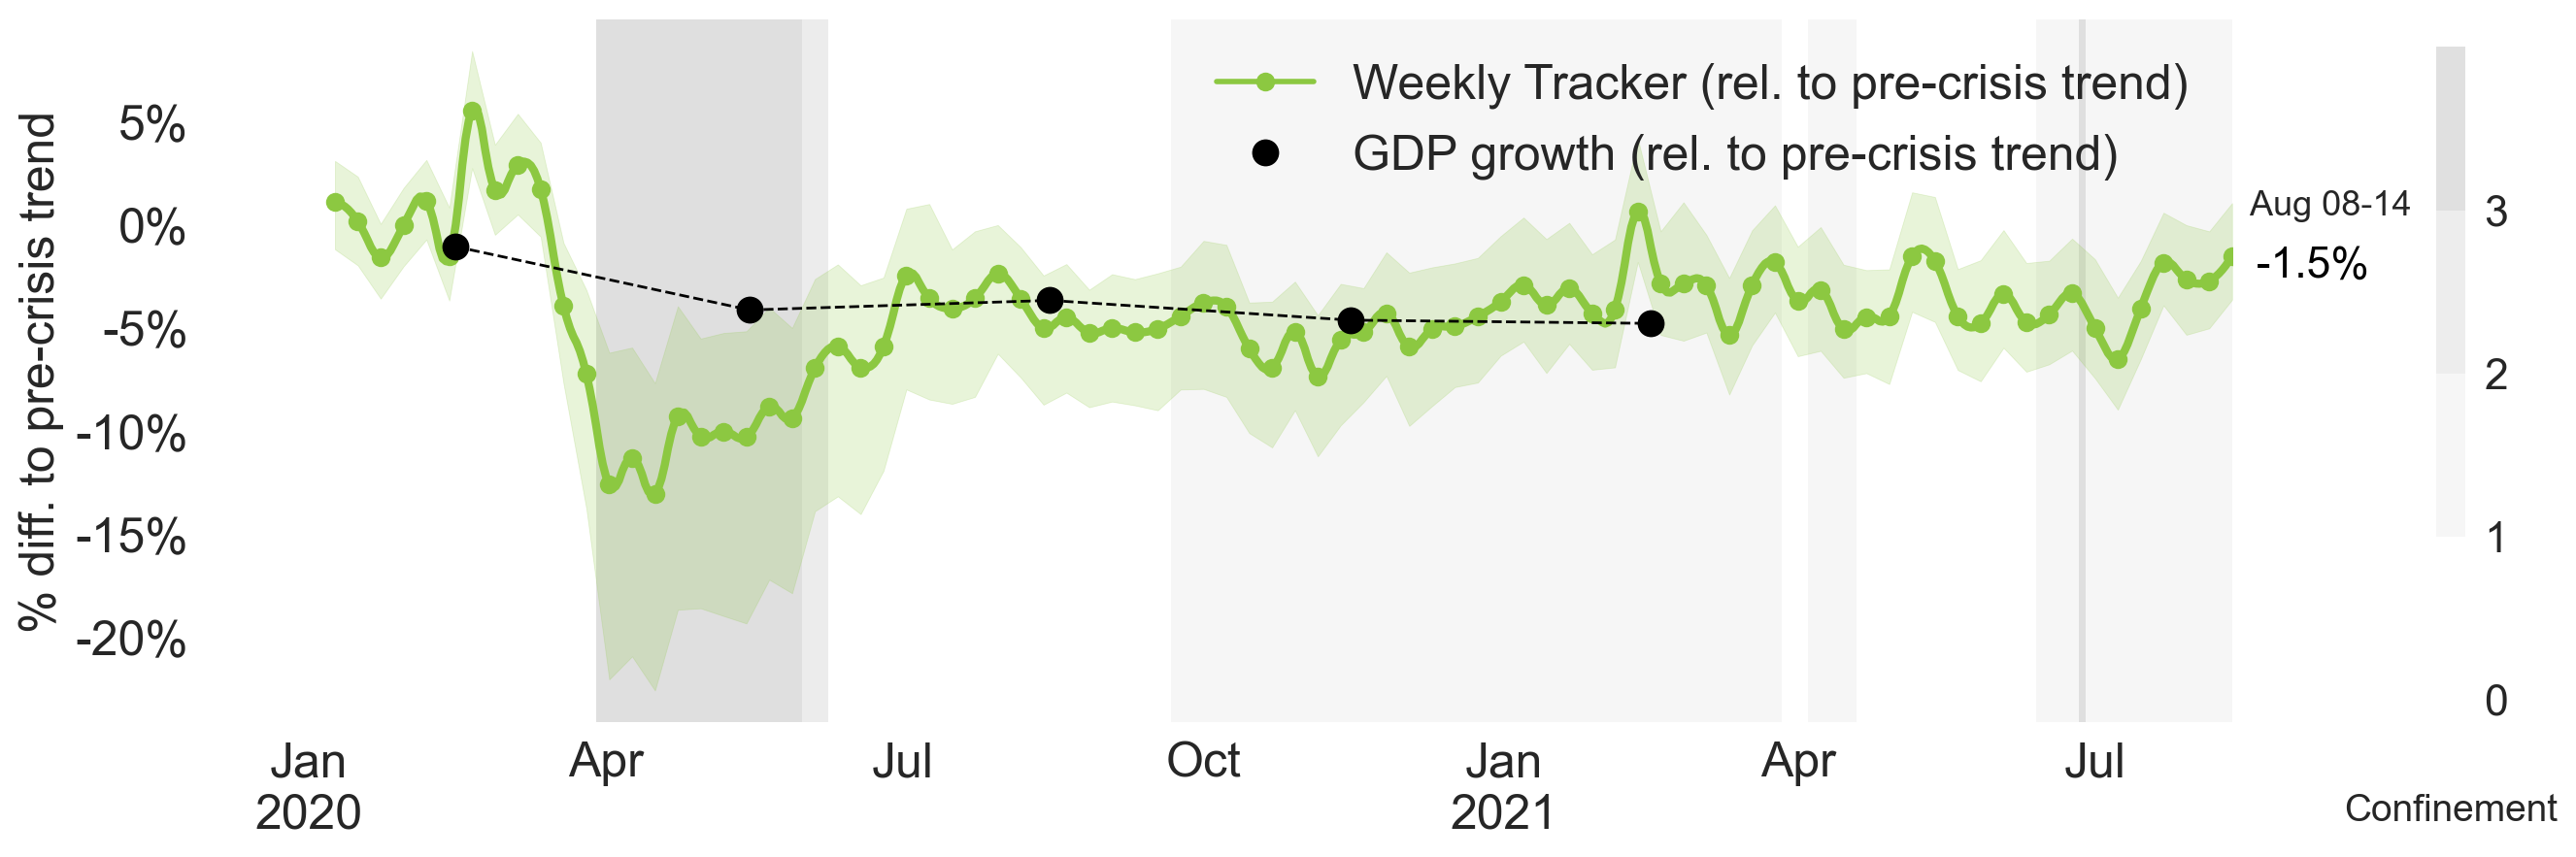 Weekly Tracker (rel. to pre-crisis trend)
GDP growth (rel. to pre-crisis trend)
% diff. to pre-crisis trend
5%
0%
-5%
-10%
-15%
-20%
Jan
2020
Apr
Jul
Oct
Jan
2021
Apr
Jul
Aug 08-14
-1.5%
3
2
1
0
Confinement